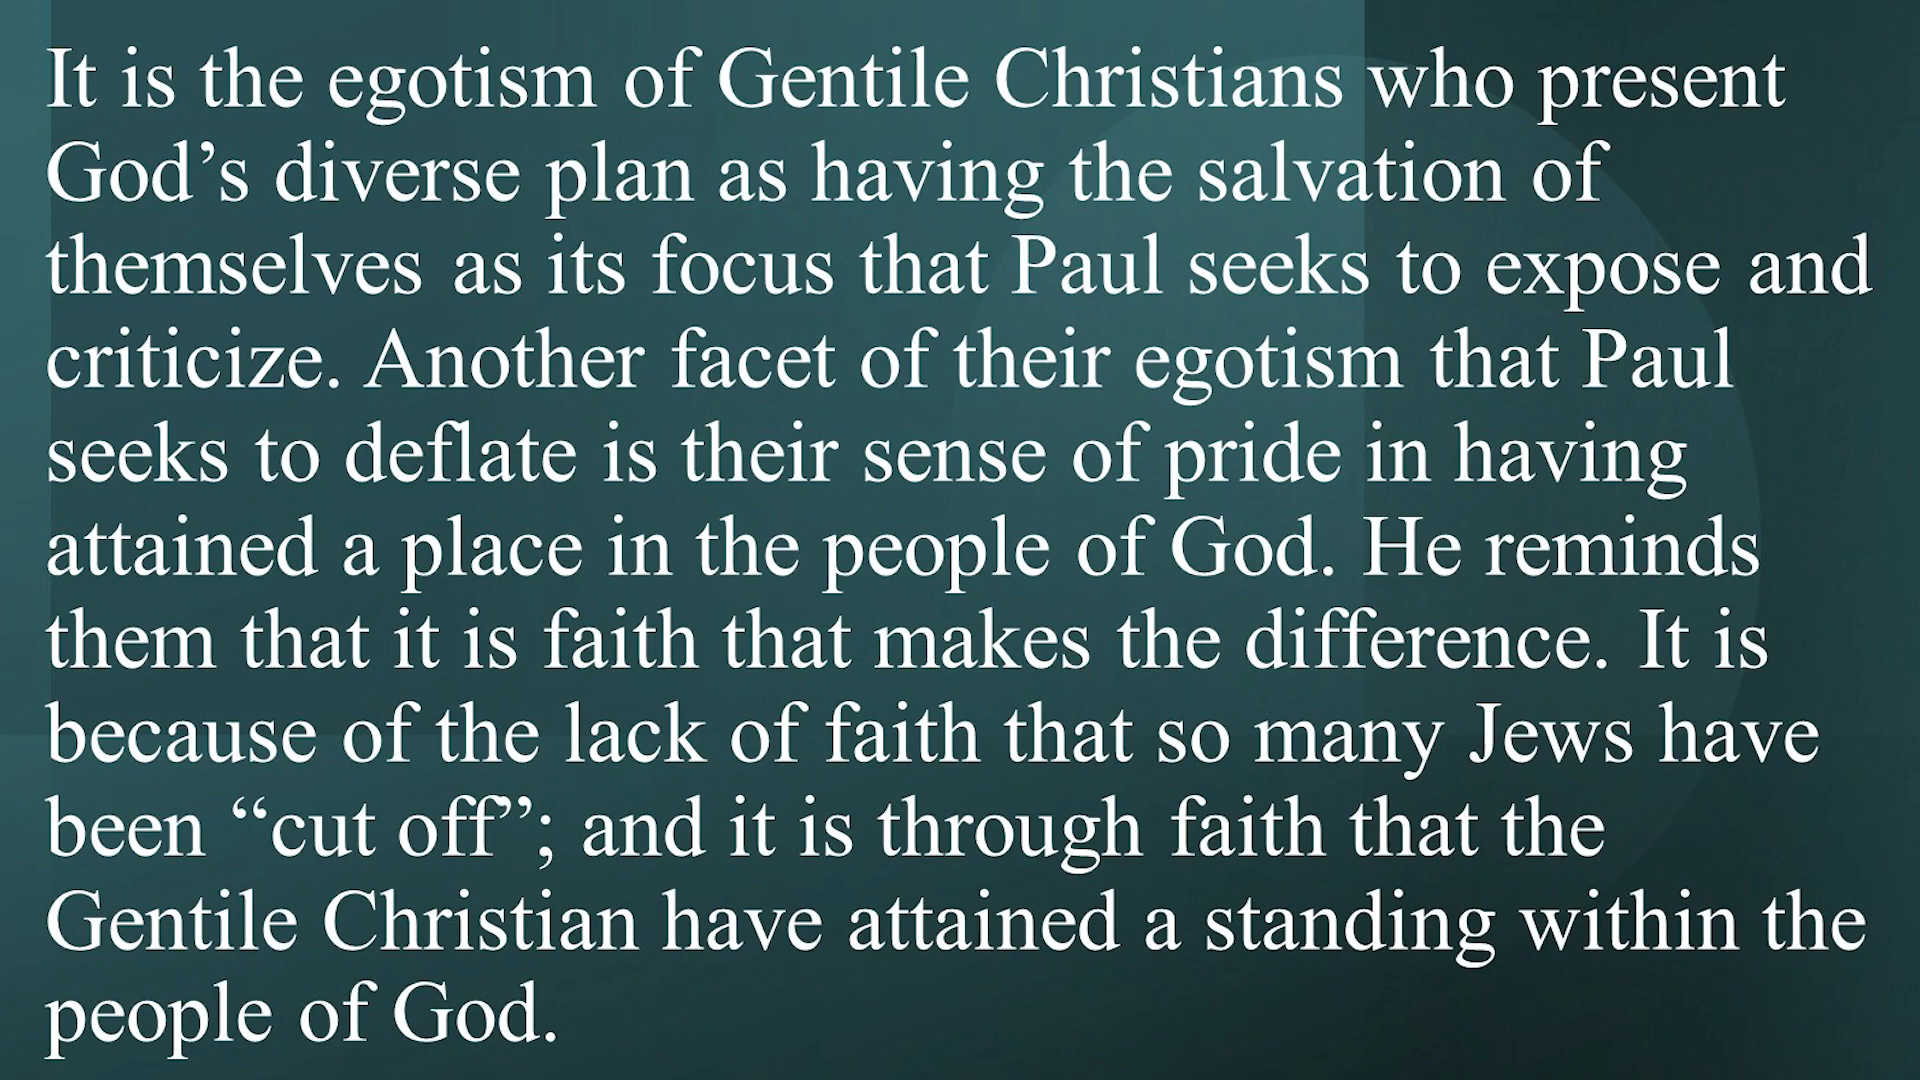 It is the egotism of Gentile Christians who present
God’s diverse plan as having the salvation of
themselves as its focus that Paul seeks to expose and
criticize. Another facet of their egotism that Paul
seeks to deflate is their sense of pride in having
attained a place in the people of God. He reminds
them that it is faith that makes the difference. It is
because of the lack of faith that so many Jews have
been “cut off”; and it is through faith that the
Gentile Christian have attained a standing within the
people of God.